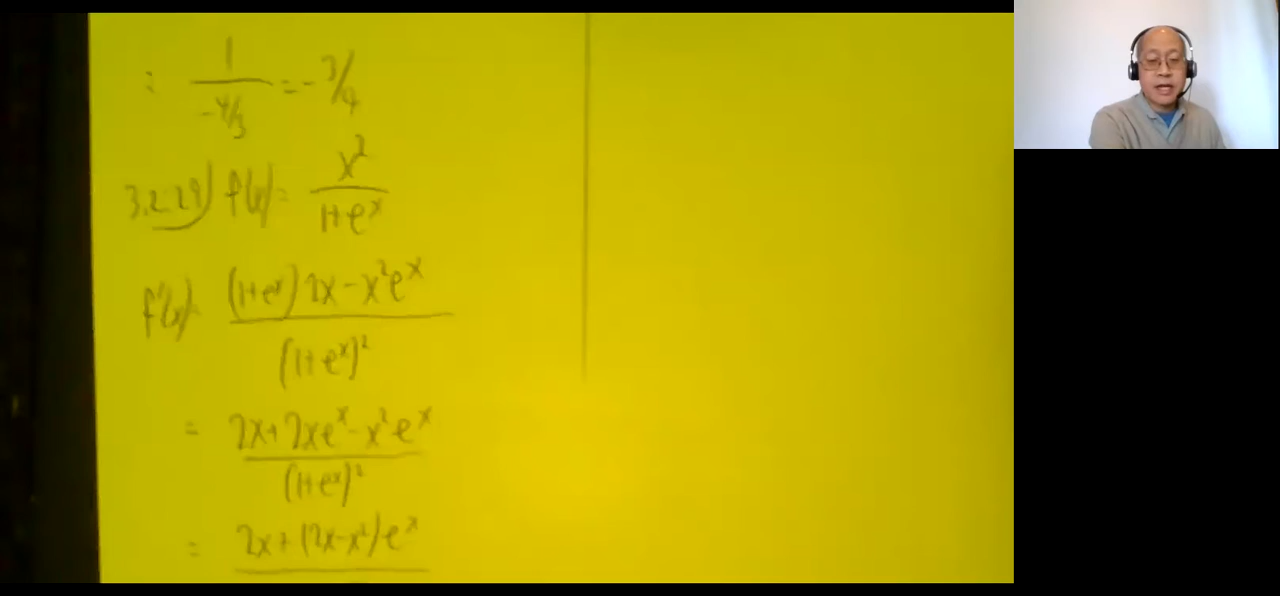 : 1/(-4/3) = -3/4
3.2.29) f(x) = x²/(1+eˣ)
f'(x) = ((1+eˣ)2x - x²eˣ)/(1+eˣ)²
= (2x+2xeˣ-x²eˣ)/(1+eˣ)²
= 2x+(2x-x²)eˣ